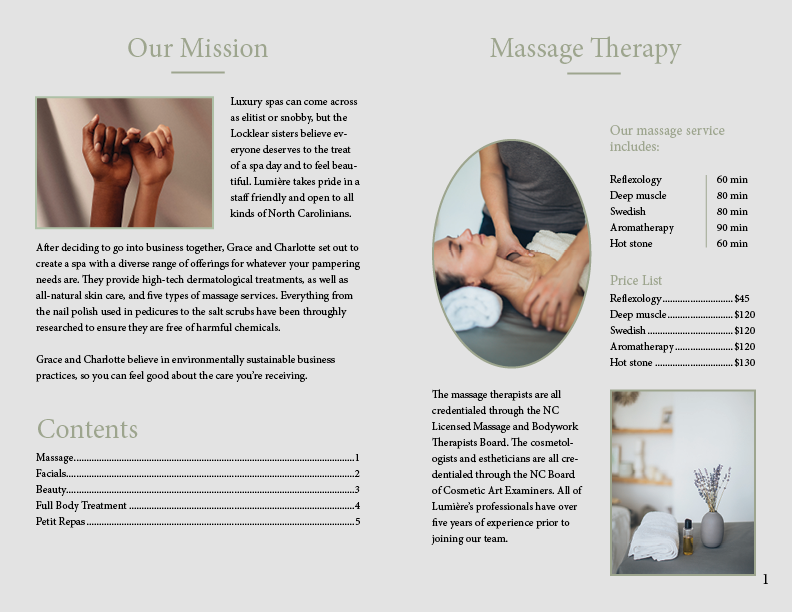 Our Mission
Luxury spas can come across
as elitist or snobby, but the
Locklear sisters believe ev-
eryone deserves to the treat
of a spa day and to feel beau-
tiful. Lumière takes pride in a
staff friendly and open to all
kinds of North Carolinians.
After deciding to go into business together, Grace and Charlotte set out to
create a spa with a diverse range of offerings for whatever your pampering
needs are. They provide high-tech dermatological treatments, as well as
all-natural skin care, and five types of massage services. Everything from
the nail polish used in pedicures to the salt scrubs have been throughly
researched to ensure they are free of harmful chemicals.
Grace and Charlotte believe in environmentally sustainable business
practices, so you can feel good about the care you're receiving.
Contents
Massage....................................................................................................1
Facials.......................................................................................................2
Beauty.......................................................................................................3
Full Body Treatment ..................................................................................4
Petit Repas ................................................................................................5
Massage Therapy
Our massage service
includes:
Reflexology 60 min
Deep muscle 80 min
Swedish 80 min
Aromatherapy 90 min
Hot stone 60 min
Price List
Reflexology............................$45
Deep muscle..........................$120
Swedish ................................$120
Aromatherapy.......................$120
Hot stone ..............................$130
The massage therapists are all
credentialed through the NC
Licensed Massage and Bodywork
Therapists Board. The cosmetol-
ogists and estheticians are all cre-
dentialed through the NC Board
of Cosmetic Art Examiners. All of
Lumière's professionals have over
five years of experience prior to
joining our team.
1